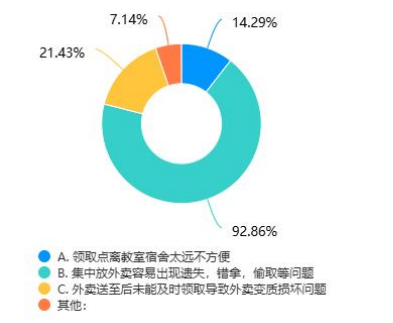 7.14%
14.29%
21.43%
92.86%
A. 领取点离教室宿舍太远不方便
B. 集中放外卖容易出现遗失，错拿，偷取等问题
C. 外卖送至后未能及时领取导致外卖变质损坏问题
其他: